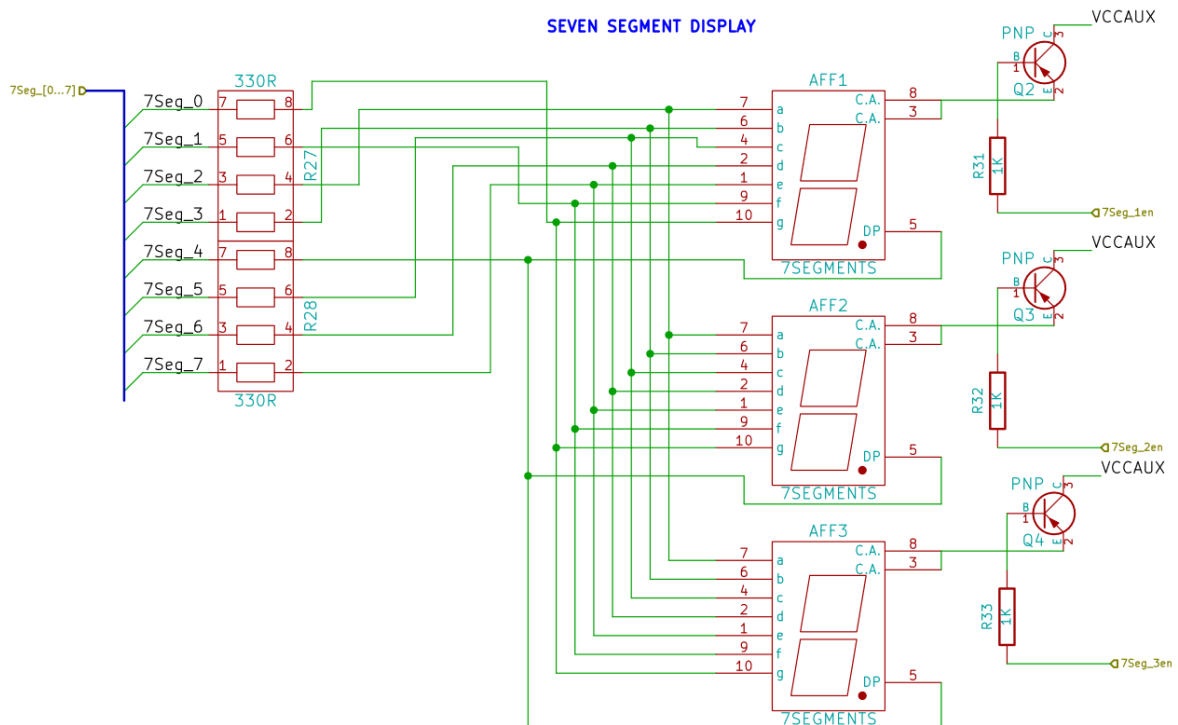 SEVEN SEGMENT DISPLAY
7Seg_[0...7]
330R
7Seg_0 7 8
7Seg_1 5 6
7Seg_2 3 4
7Seg_3 1 2
R27
7Seg_4 7 8
7Seg_5 5 6
7Seg_6 3 4
7Seg_7 1 2
R28
330R
AFF1
7 a C.A. 8
6 b C.A. 3
4 c
2 d
1 e
9 f
10 g DP 5
7SEGMENTS
VCCAUX
PNP C 3
B 1
Q2 E 2
R31 1K
7Seg_1en
AFF2
7 a C.A. 8
6 b C.A. 3
4 c
2 d
1 e
9 f
10 g DP 5
7SEGMENTS
VCCAUX
PNP C 3
B 1
Q3 E 2
R32 1K
7Seg_2en
AFF3
7 a C.A. 8
6 b C.A. 3
4 c
2 d
1 e
9 f
10 g DP 5
7SEGMENTS
VCCAUX
PNP C 3
B 1
Q4 E 2
R33 1K
7Seg_3en